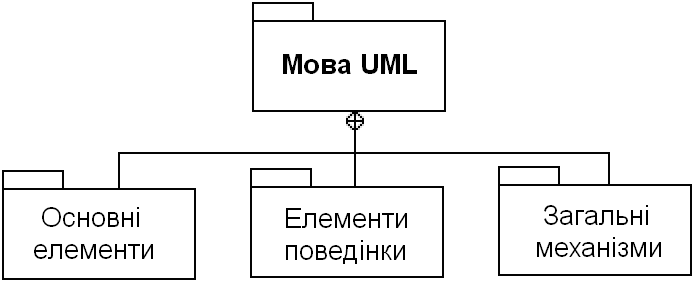 Мова UML
Основні
елементи
Елементи
поведінки
Загальні
механізми